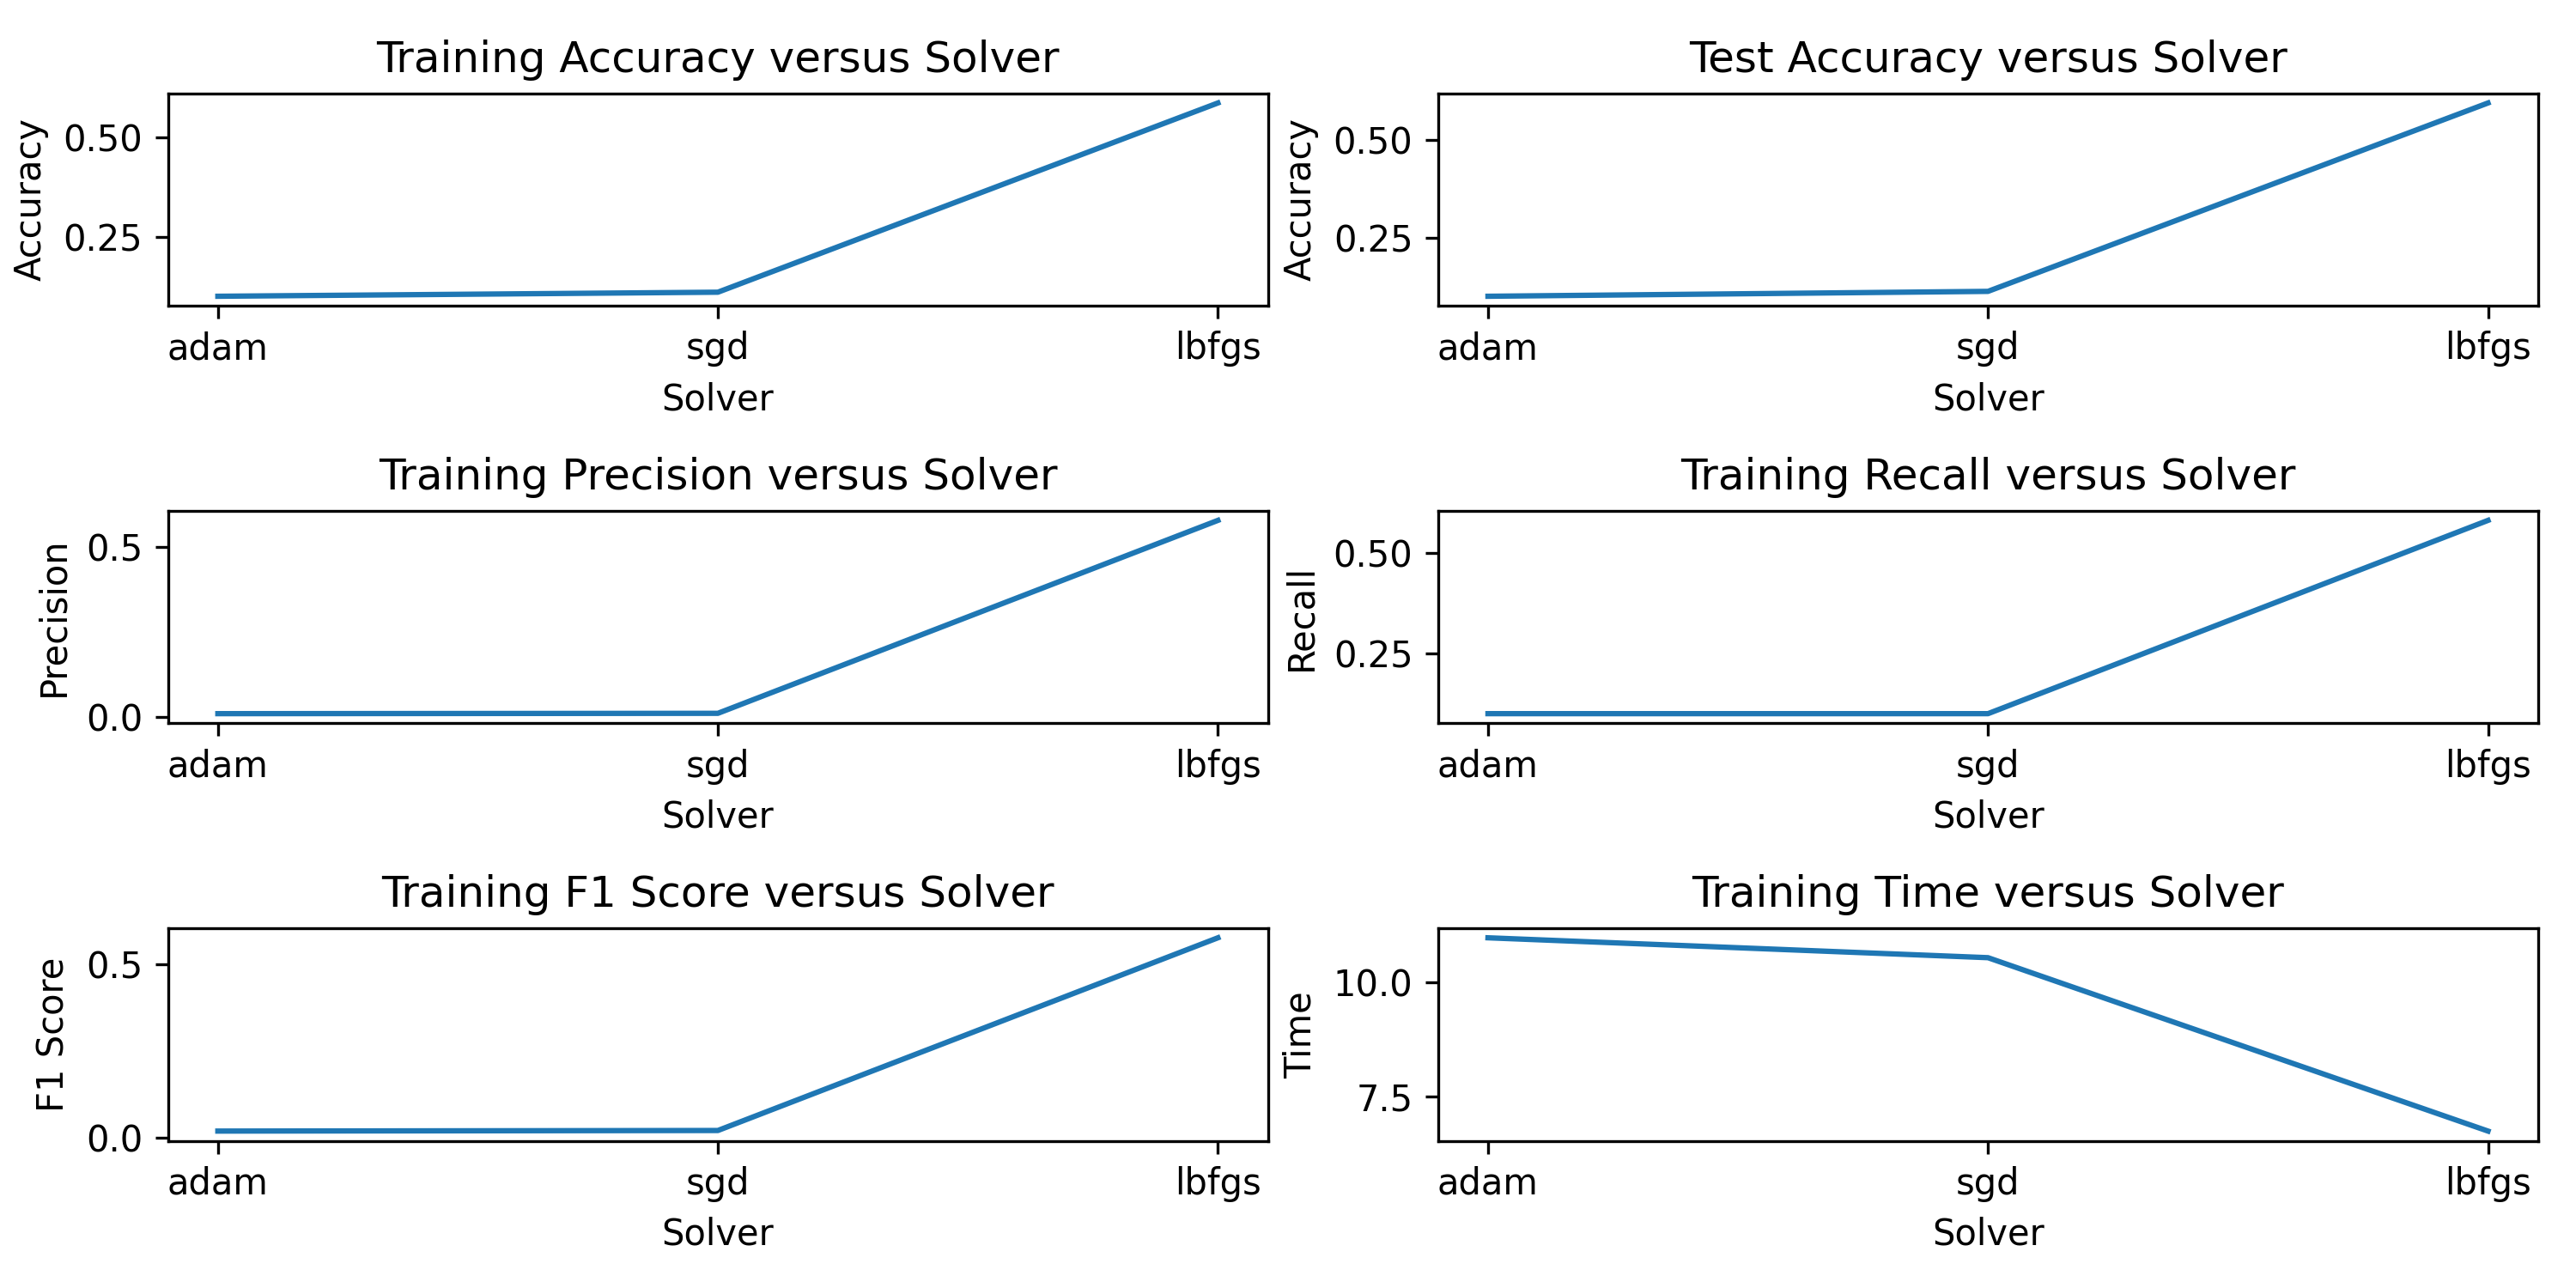 Training Accuracy versus Solver
Accuracy
0.50
0.25
adam sgd lbfgs
Solver
Test Accuracy versus Solver
Accuracy
0.50
0.25
adam sgd lbfgs
Solver
Training Precision versus Solver
Precision
0.5
0.0
adam sgd lbfgs
Solver
Training Recall versus Solver
Recall
0.50
0.25
adam sgd lbfgs
Solver
Training F1 Score versus Solver
F1 Score
0.5
0.0
adam sgd lbfgs
Solver
Training Time versus Solver
Time
10.0
7.5
adam sgd lbfgs
Solver